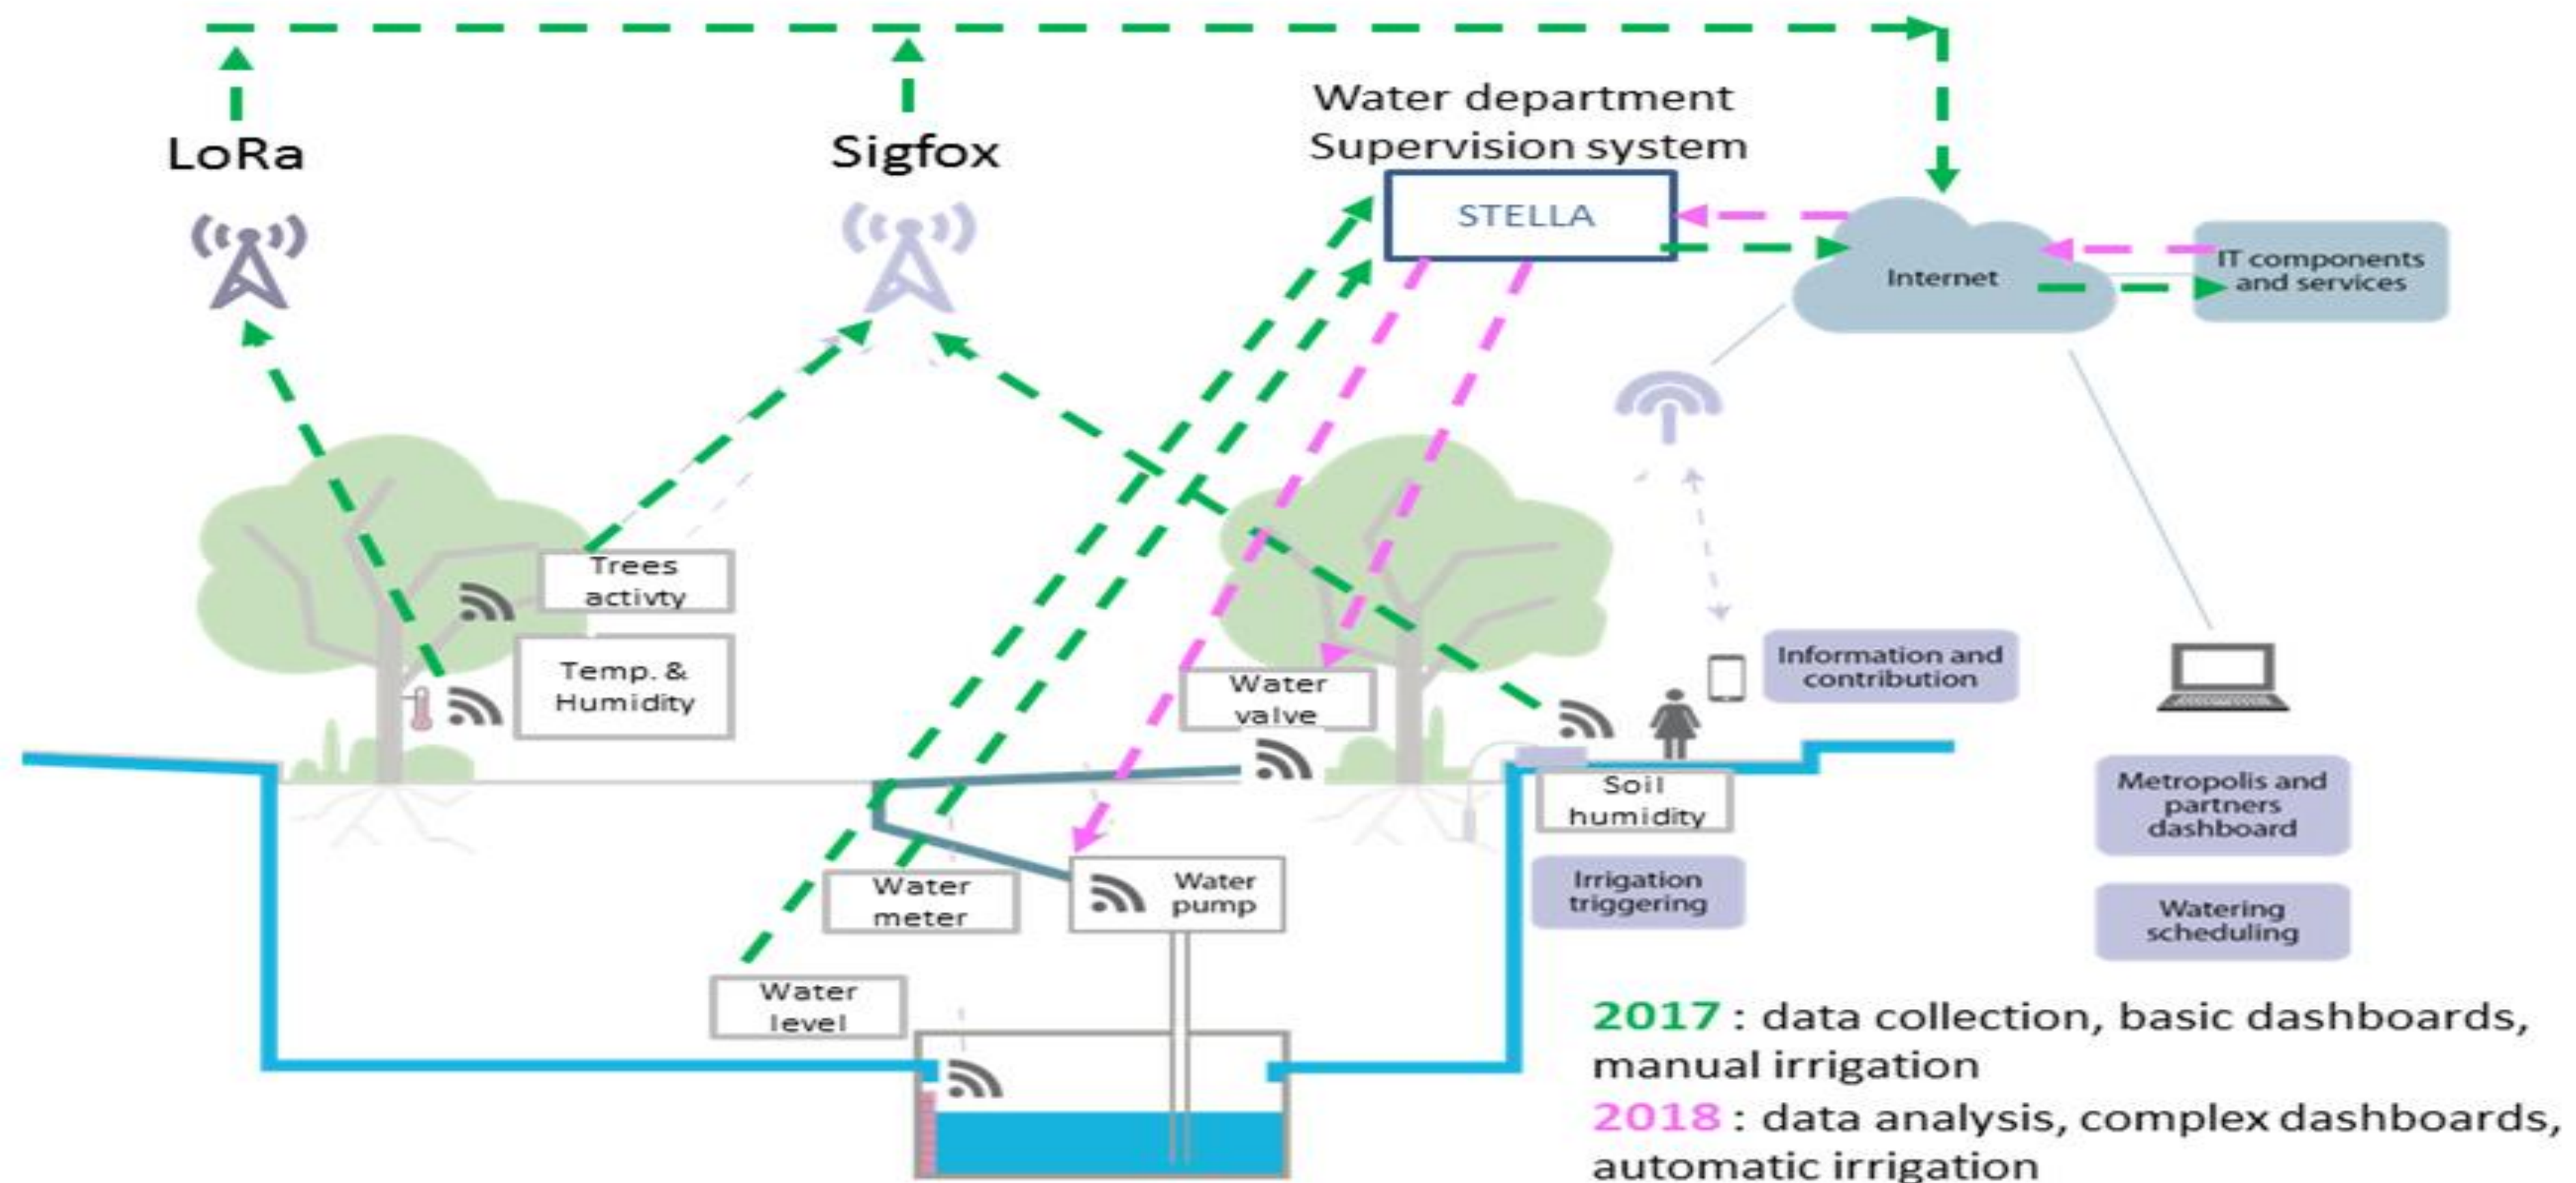 Water department
Supervision system
LoRa
Sigfox
STELLA
Internet
IT components
and services
Trees
activty
Temp. &
Humidity
Water
valve
Information and
contribution
Soil
humidity
Metropolis and
partners
dashboard
Water
meter
Water
pump
Irrigation
triggering
Watering
scheduling
Water
level
2017 : data collection, basic dashboards,
manual irrigation
2018 : data analysis, complex dashboards,
automatic irrigation